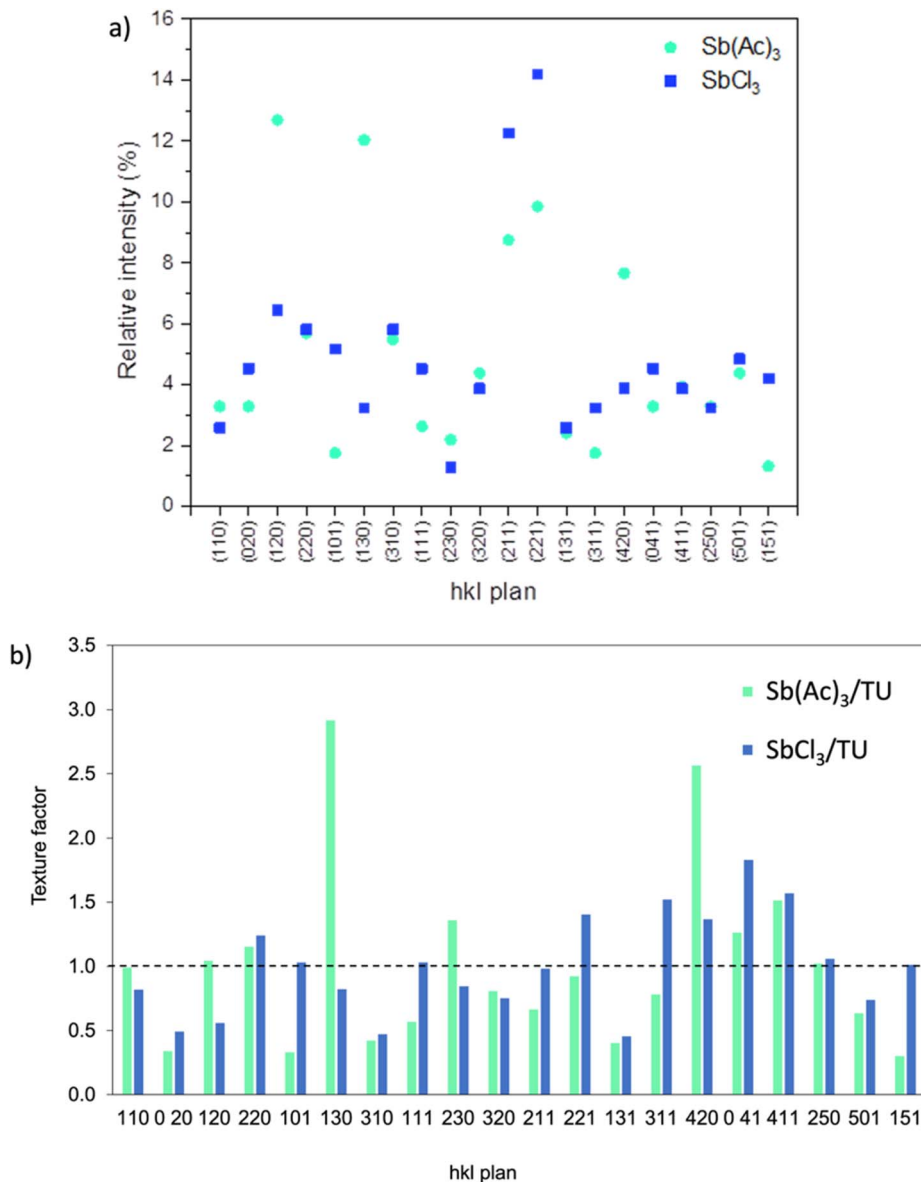 a)
16
14
12
10
8
6
4
2
0
Relative intensity (%)
Sb(Ac)₃
SbCl₃
(110) (020) (120) (220) (101) (130) (310) (111) (230) (320) (211) (221) (131) (311) (420) (041) (411) (250) (501) (151)
hkl plan
b)
3.5
3.0
2.5
2.0
1.5
1.0
0.5
0.0
Texture factor
Sb(Ac)₃/TU
SbCl₃/TU
110 0 20 120 220 101 130 310 111 230 320 211 221 131 311 420 0 41 411 250 501 151
hkl plan